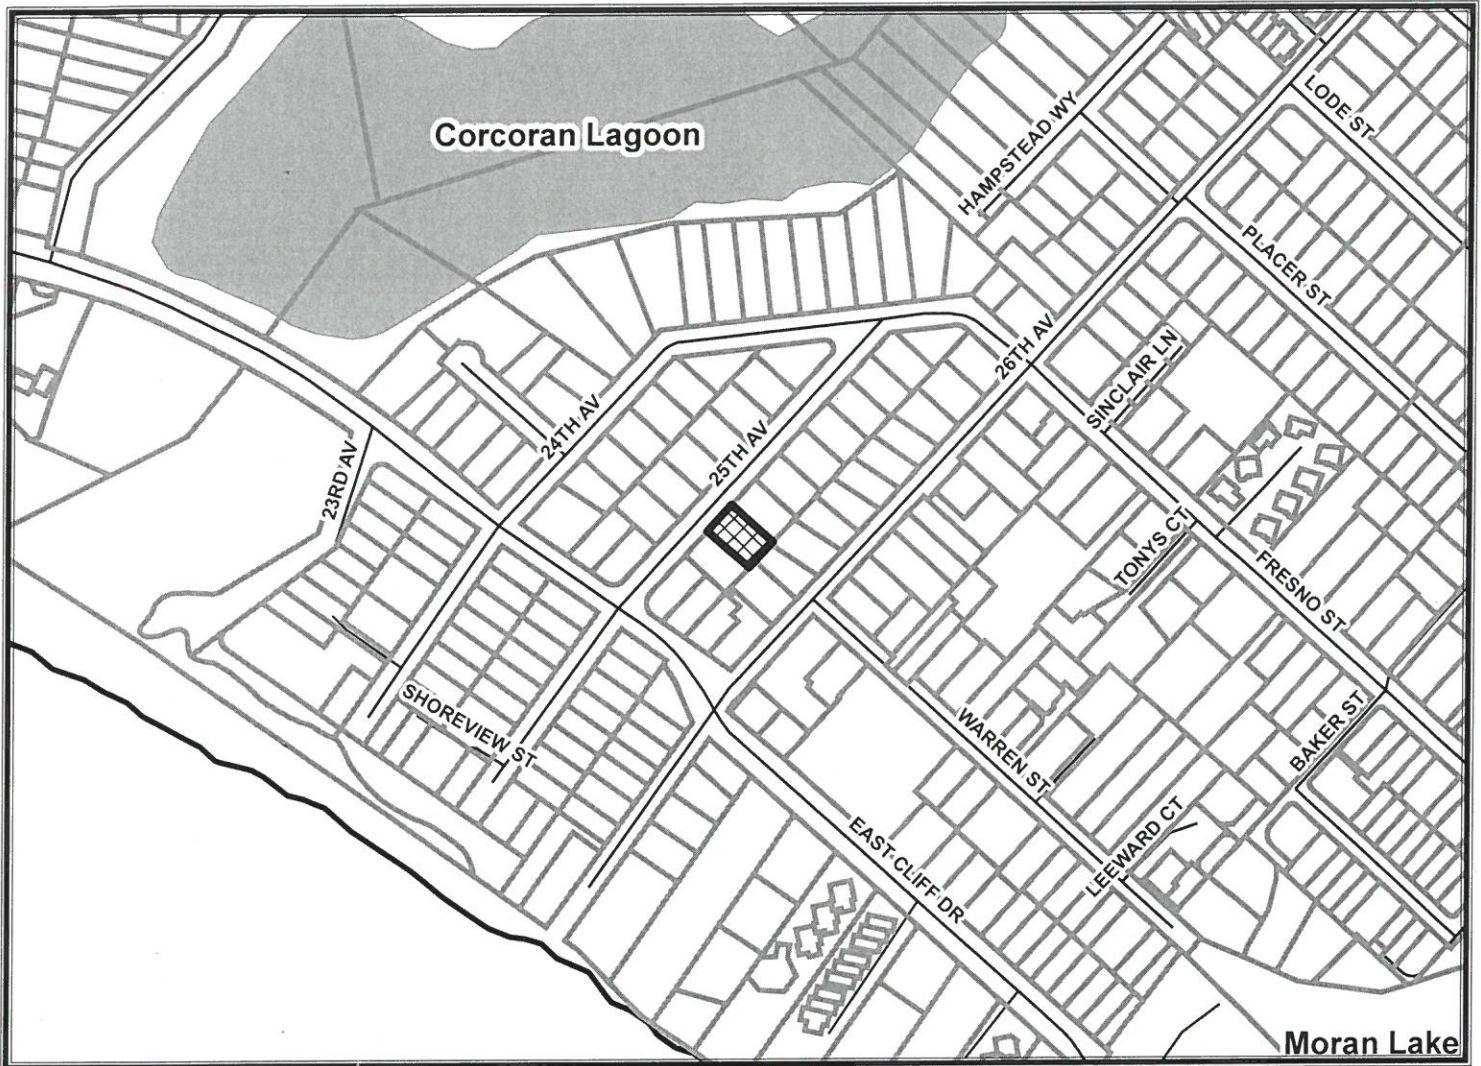 Corcoran Lagoon
HAMPSTEAD WY
LODE ST
PLACER ST
26TH AV
SINCLAIR LN
24TH AV
25TH AV
23RD AV
TONYS CT
FRESNO ST
SHOREVIEW ST
WARREN ST
BAKER ST
LEEWARD CT
EAST CLIFF DR
Moran Lake